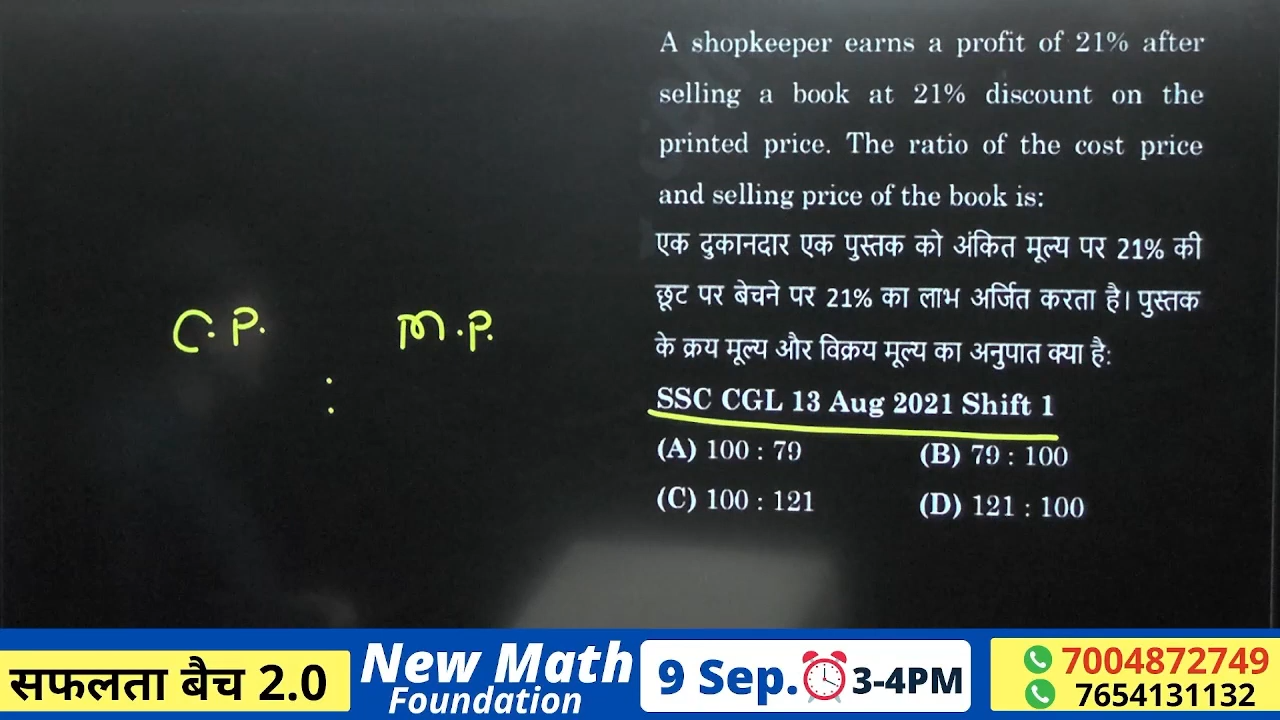 A shopkeeper earns a profit of 21% after
selling a book at 21% discount on the
printed price. The ratio of the cost price
and selling price of the book is:
एक दुकानदार एक पुस्तक को अंकित मूल्य पर 21% की
छूट पर बेचने पर 21% का लाभ अर्जित करता है। पुस्तक
के क्रय मूल्य और विक्रय मूल्य का अनुपात क्या है:
SSC CGL 13 Aug 2021 Shift 1
(A) 100 : 79 (B) 79 : 100
(C) 100 : 121 (D) 121 : 100
C.P. : M.P.
सफलता बैच 2.0
New Math
Foundation
9 Sep. 3-4PM
7004872749
7654131132